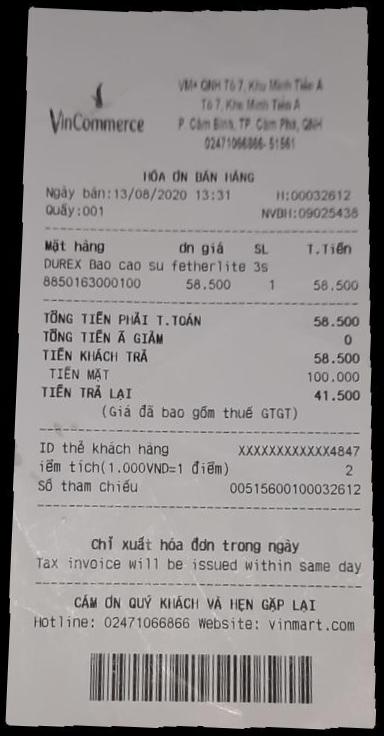 VinCommerce
VM+ QNH Tổ 7, Khu Minh Tiến A
Tổ 7, Khu Minh Tiến A
P. Cẩm Bình, TP. Cẩm Phả, QNH
02471066866-51561
HÓA ƠN BÁN HÀNG
Ngày bán:13/08/2020 13:31 H:00032612
Quầy:001 NVBH:09025438
Mặt hàng ơn giá SL T.Tiền
DUREX Bao cao su fetherlite 3s
8850163000100 58.500 1 58.500
TỔNG TIỀN PHẢI T.TOÁN 58.500
TỔNG TIỀN Ã GIẢM 0
TIỀN KHÁCH TRẢ 58.500
TIỀN MẶT 100.000
TIỀN TRẢ LẠI 41.500
(Giá đã bao gồm thuế GTGT)
ID thẻ khách hàng XXXXXXXXXXXX4847
iểm tích(1.000VND=1 điểm) 2
Số tham chiếu 00515600100032612
Chỉ xuất hóa đơn trong ngày
Tax invoice will be issued within same day
CẢM ƠN QUÝ KHÁCH VÀ HẸN GẶP LẠI
Hotline: 02471066866 Website: vinmart.com